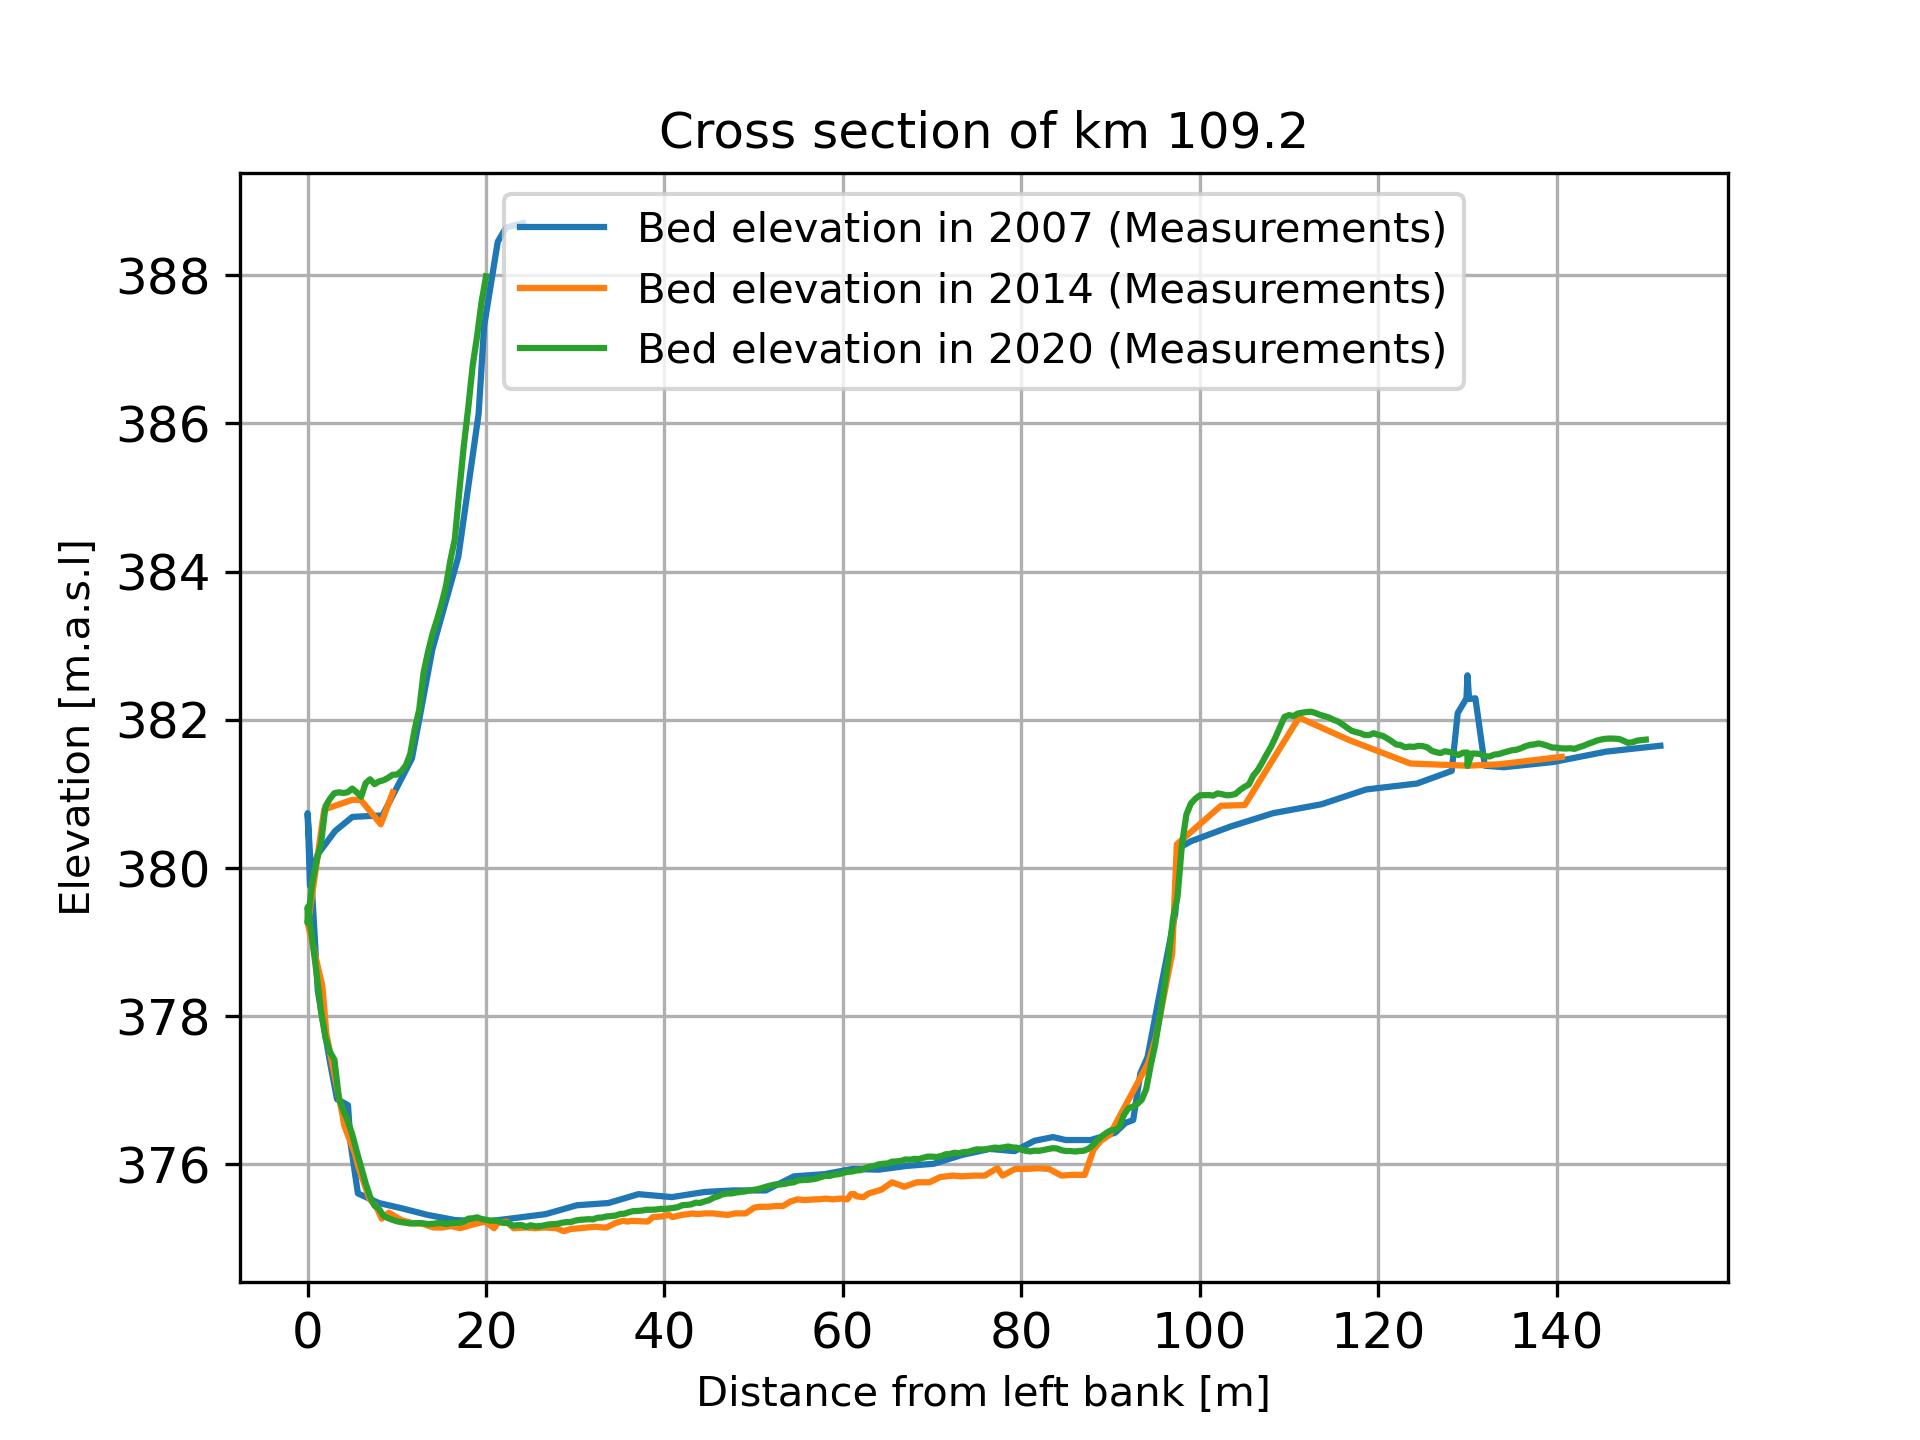 Cross section of km 109.2
Bed elevation in 2007 (Measurements)
Bed elevation in 2014 (Measurements)
Bed elevation in 2020 (Measurements)
388
386
384
382
380
378
376
Elevation [m.a.s.l]
0 20 40 60 80 100 120 140
Distance from left bank [m]